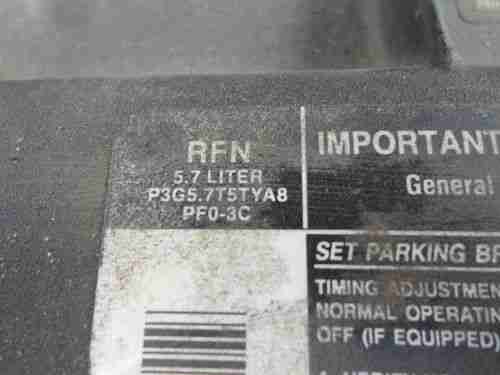 RFN
5.7 LITER
P3G5.7T5TYA8
PF0-3C
IMPORTANT
General
SET PARKING
TIMING ADJUSTMEN
NORMAL OPERATIN
OFF (IF EQUIPPED)